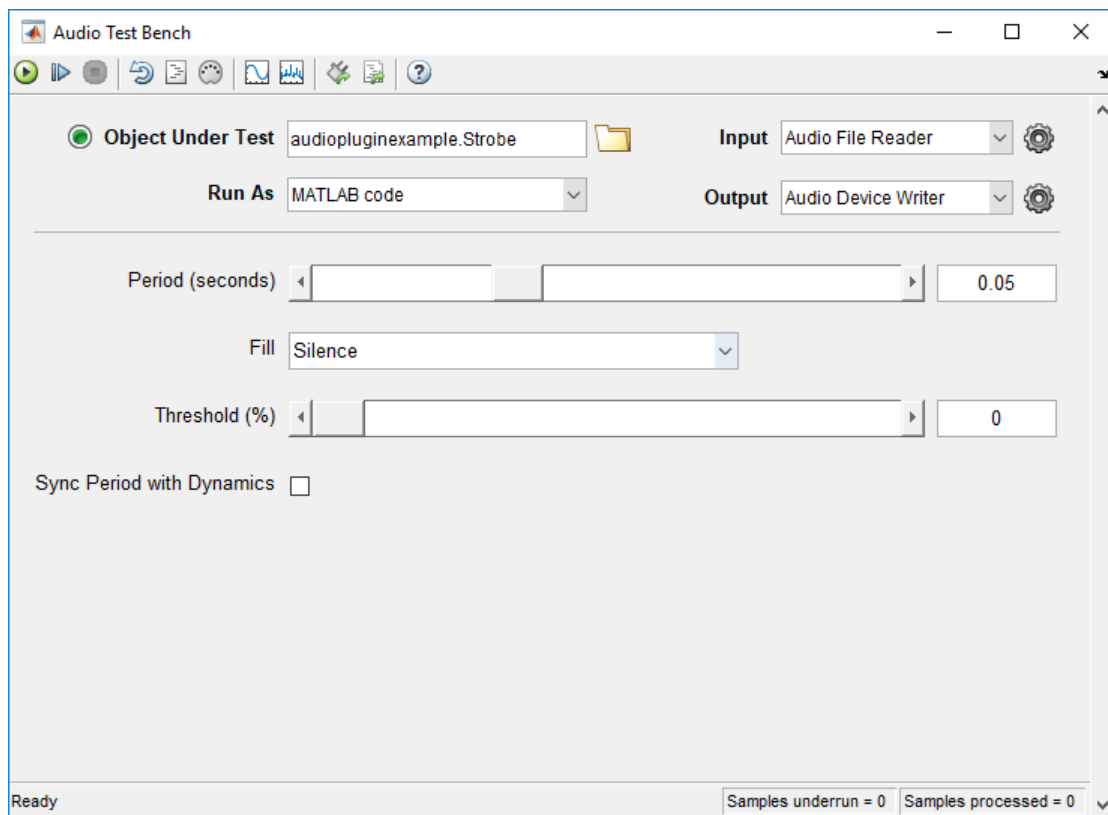 Audio Test Bench
Object Under Test audiopluginexample.Strobe Input Audio File Reader
Run As MATLAB code Output Audio Device Writer
Period (seconds) 0.05
Fill Silence
Threshold (%) 0
Sync Period with Dynamics
Ready Samples underrun = 0 Samples processed = 0